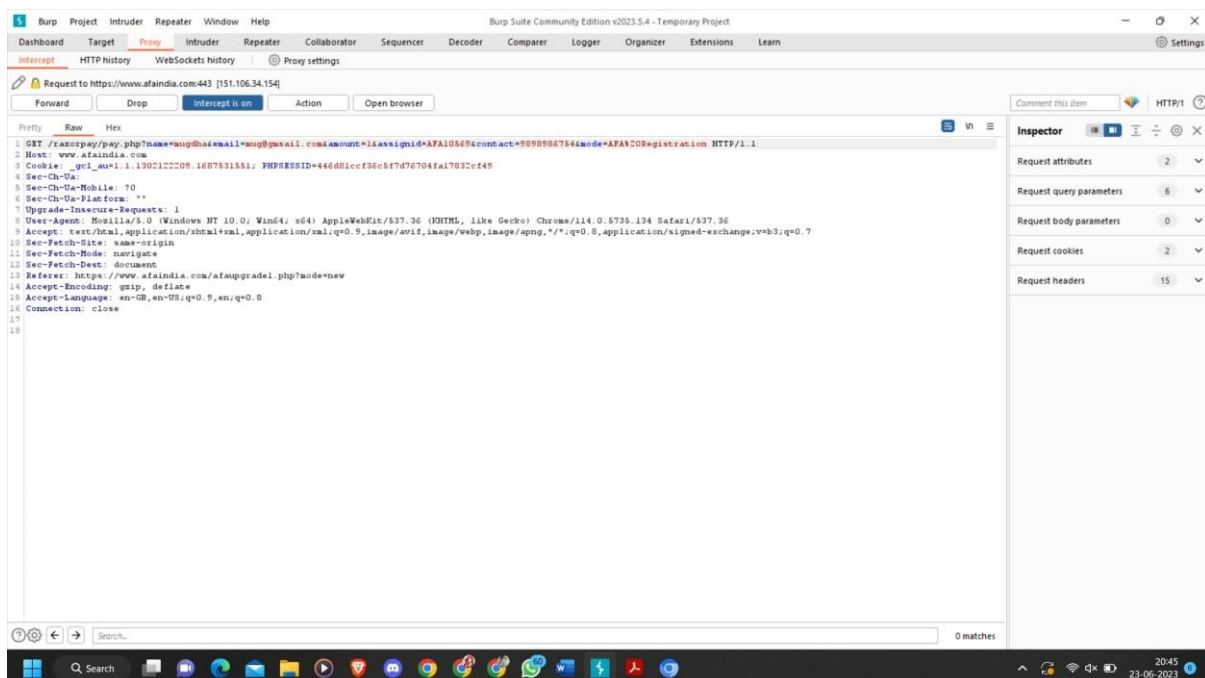 Burp Project Intruder Repeater Window Help Burp Suite Community Edition v2023.5.4 - Temporary Project
Dashboard Target Proxy Intruder Repeater Collaborator Sequencer Decoder Comparer Logger Organizer Extensions Learn Settings
Intercept HTTP history WebSockets history Proxy settings
Request to https://www.afaindia.com:443 [151.106.34.154]
Forward Drop Intercept is on Action Open browser Comment this item HTTP/1
Pretty Raw Hex \n Inspector
1 GET /razorpay/pay.php?name=mugdha&email=mug@gmsail.com&amount=1&assignid=AFA10569&contact=9898986754&mode=AFA%20Registration HTTP/1.1
2 Host: www.afaindia.com
3 Cookie: _gcl_au=1.1.1302122209.1687531551; PHPSESSID=446d81ccf36e5f7d76704fa17832cf49
4 Sec-Ch-Ua:
5 Sec-Ch-Ua-Mobile: ?0
6 Sec-Ch-Ua-Platform: ""
7 Upgrade-Insecure-Requests: 1
8 User-Agent: Mozilla/5.0 (Windows NT 10.0; Win64; x64) AppleWebKit/537.36 (KHTML, like Gecko) Chrome/114.0.5735.134 Safari/537.36
9 Accept: text/html,application/xhtml+xml,application/xml;q=0.9,image/avif,image/webp,image/apng,*/*;q=0.8,application/signed-exchange;v=b3;q=0.7
10 Sec-Fetch-Site: same-origin
11 Sec-Fetch-Mode: navigate
12 Sec-Fetch-Dest: document
13 Referer: https://www.afaindia.com/afaupgrade1.php?mode=new
14 Accept-Encoding: gzip, deflate
15 Accept-Language: en-GB,en-US;q=0.9,en;q=0.8
16 Connection: close
17
18
Request attributes 2
Request query parameters 6
Request body parameters 0
Request cookies 2
Request headers 15
Search... 0 matches
Search 60 20:45
23-06-2023 6